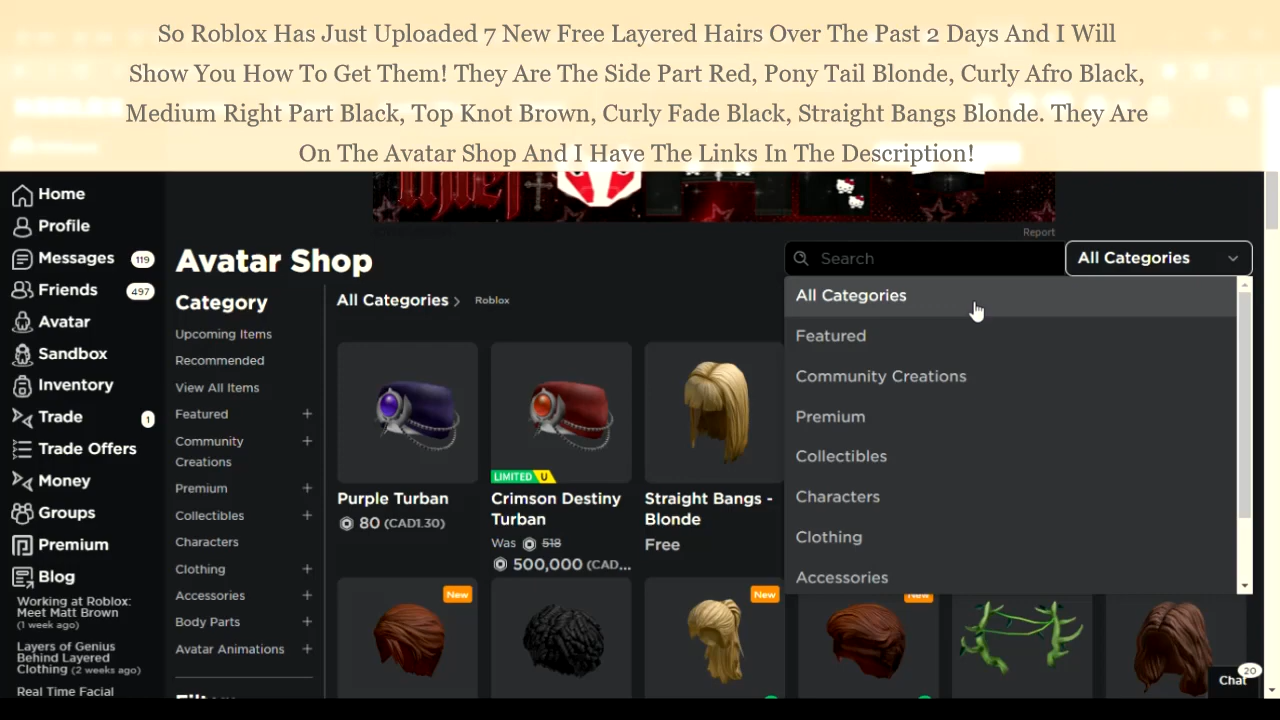 So Roblox Has Just Uploaded 7 New Free Layered Hairs Over The Past 2 Days And I Will
Show You How To Get Them! They Are The Side Part Red, Pony Tail Blonde, Curly Afro Black,
Medium Right Part Black, Top Knot Brown, Curly Fade Black, Straight Bangs Blonde. They Are
On The Avatar Shop And I Have The Links In The Description!
Report
Home
Profile
Messages 119
Friends 497
Avatar
Sandbox
Inventory
Trade 1
Trade Offers
Money
Groups
Premium
Blog
Working at Roblox:
Meet Matt Brown
(1 week ago)
Layers of Genius
Behind Layered
Clothing (2 weeks ago)
Real Time Facial
Avatar Shop
Category
Upcoming Items
Recommended
View All Items
Featured +
Community +
Creations
Premium +
Collectibles +
Characters
Clothing +
Accessories +
Body Parts +
Avatar Animations +
Search
All Categories
All Categories > Roblox
All Categories
Featured
Community Creations
Premium
Collectibles
Characters
Clothing
Accessories
Purple Turban
80 (CAD1.30)
LIMITED U
Crimson Destiny
Turban
Was 518
500,000 (CAD...
Straight Bangs -
Blonde
Free
New
New
New
Chat 20